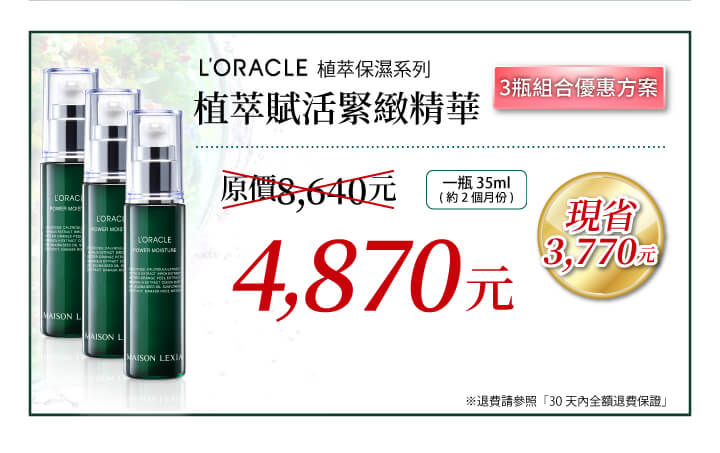 L'ORACLE 植萃保濕系列
植萃賦活緊緻精華
3瓶組合優惠方案
原價8,640元
一瓶 35ml
(約2個月份)
4,870元
現省
3,770元
L'ORACLE
POWER MOISTURE
MAISON LEXIA
※退費請參照「30 天內全額退費保證」